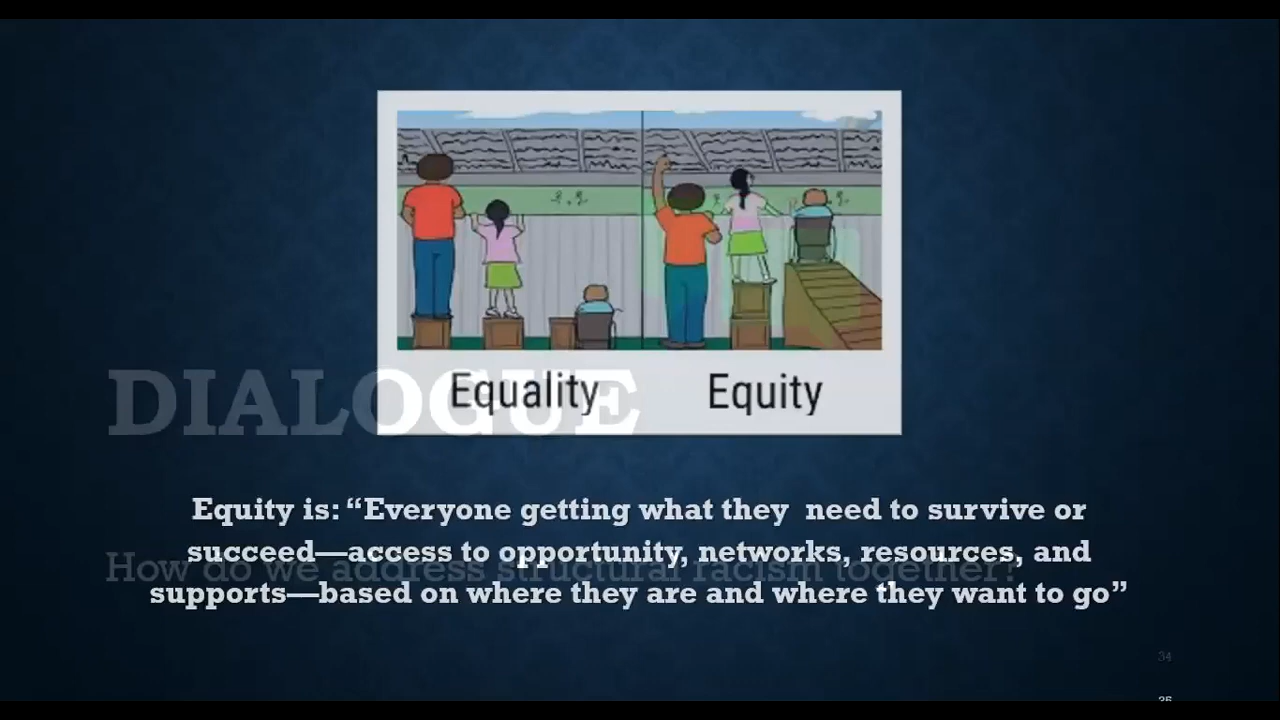 Equality Equity
DIALOGUE
Equity is: “Everyone getting what they need to survive or
succeed—access to opportunity, networks, resources, and
How do we address structural racism together?
supports—based on where they are and where they want to go”
34